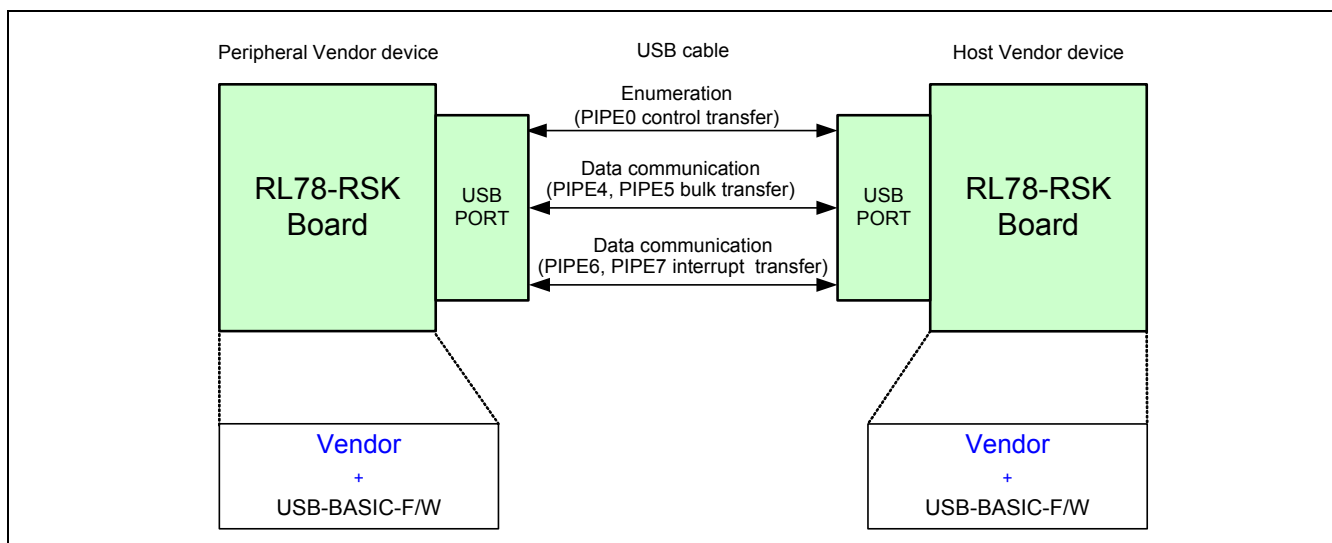 Peripheral Vendor device
USB cable
Host Vendor device
Enumeration
(PIPE0 control transfer)
Data communication
(PIPE4, PIPE5 bulk transfer)
Data communication
(PIPE6, PIPE7 interrupt transfer)
RL78-RSK
Board
USB
PORT
USB
PORT
RL78-RSK
Board
Vendor
+
USB-BASIC-F/W
Vendor
+
USB-BASIC-F/W